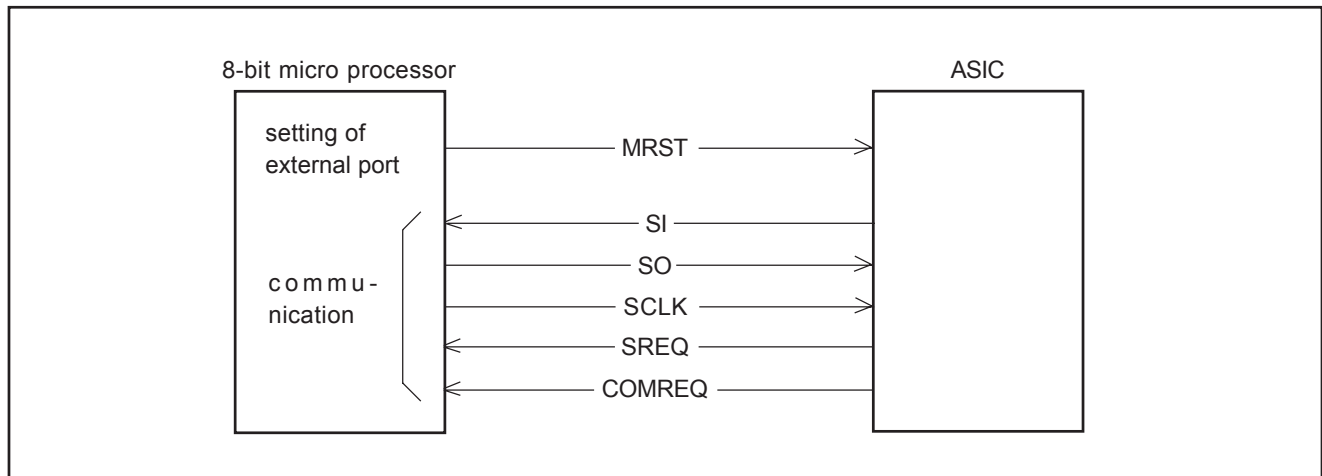 8-bit micro processor
ASIC
setting of
external port
MRST
SI
SO
commu-
nication
SCLK
SREQ
COMREQ